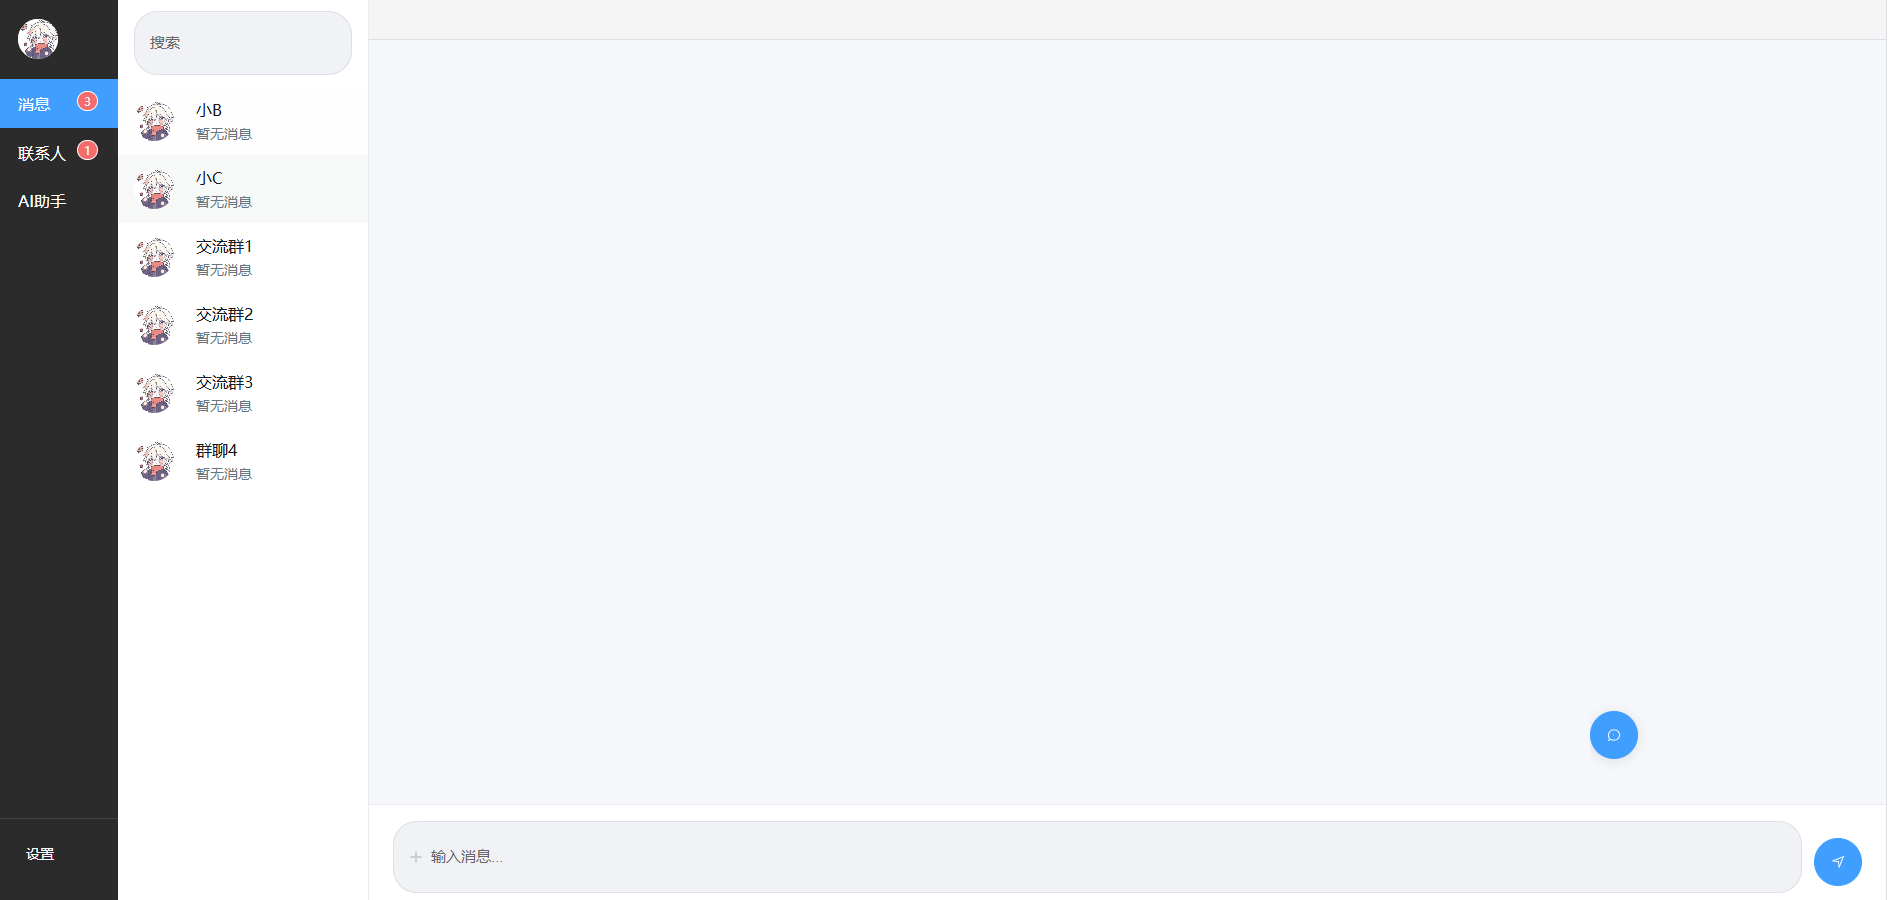 消息
3
联系人
1
AI助手
设置
搜索
小B
暂无消息
小C
暂无消息
交流群1
暂无消息
交流群2
暂无消息
交流群3
暂无消息
群聊4
暂无消息
输入消息...